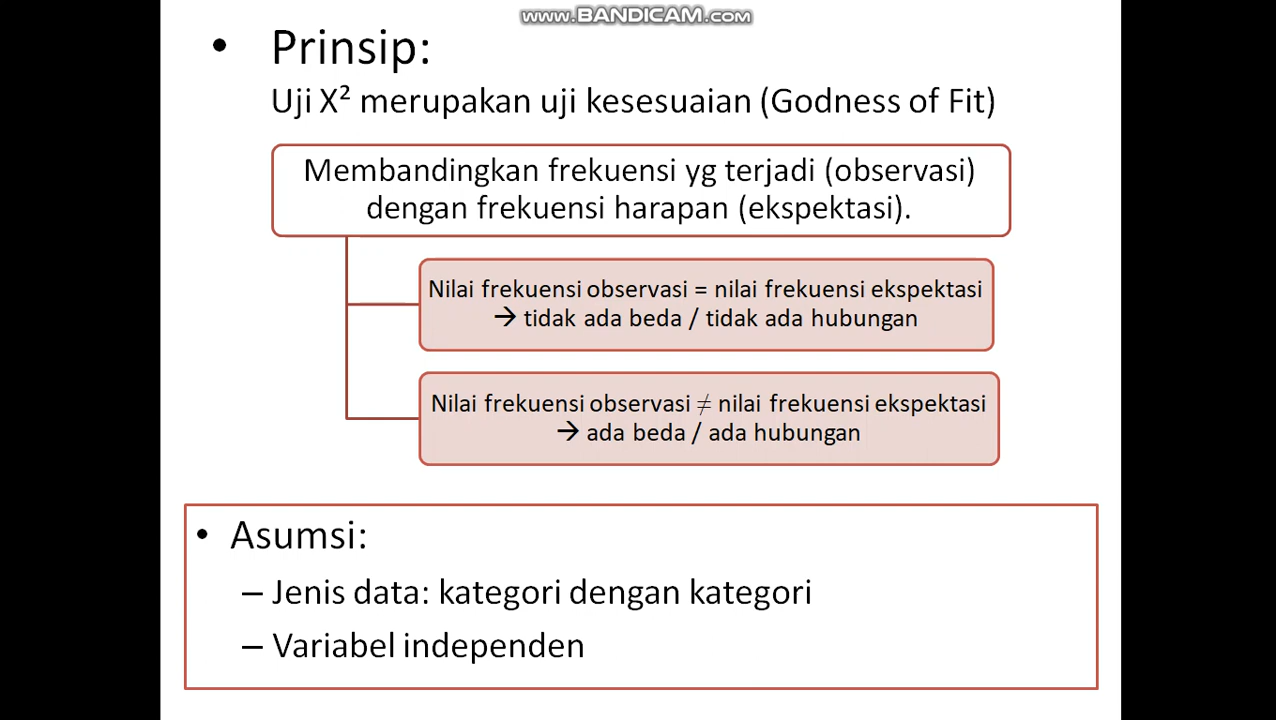 www.BANDICAM.com
• Prinsip:
Uji X² merupakan uji kesesuaian (Godness of Fit)
Membandingkan frekuensi yg terjadi (observasi)
dengan frekuensi harapan (ekspektasi).
Nilai frekuensi observasi = nilai frekuensi ekspektasi
→ tidak ada beda / tidak ada hubungan
Nilai frekuensi observasi ≠ nilai frekuensi ekspektasi
→ ada beda / ada hubungan
• Asumsi:
– Jenis data: kategori dengan kategori
– Variabel independen